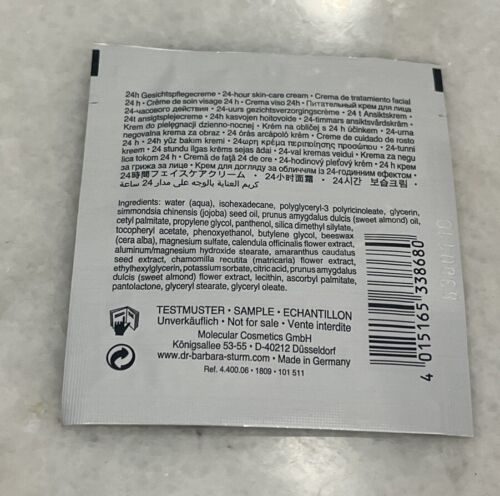 24h Gesichtspflegecreme • 24-hour skin-care cream • Crema de tratamiento facial
24 h • Crème de soin visage 24 h • Crema viso 24h • Питательный крем для лица
24-часового действия • 24-uurs gezichtsverzorgingscrème • 24 t Ansiktskrem •
24t ansigtsplejecreme • 24h kasvojen hoitovoide • 24-timmars ansiktsvårdskräm •
Krem do pielęgnacji dzienno-nocnej • Krém na obličej s 24 h účinkem • 24-urna
negovalna krema za obraz • 24 órás arcápoló krém • Creme de cuidado de rosto
24 h • 24h yüz bakım kremi • 24ωρη κρέμα περιποίησης προσώπου • 24-tunni
kreem • 24 stundu ilgas krēms sejas ādai • 24-val kremas veidui • Krema za negu
lica tokom 24 h • Cremă de faţă 24 de ore • 24-hodinový pleťový krém • 24 h крем
за грижа за лице • Крем для догляду за обличчям із 24-годинним ефектом •
24時間フェイスケアクリーム • 24小时面霜 • 24시간 보습크림 •
كريم العناية بالوجه على مدار 24 ساعة
Ingredients: water (aqua), isohexadecane, polyglyceryl-3 polyricinoleate, glycerin,
simmondsia chinensis (jojoba) seed oil, prunus amygdalus dulcis (sweet almond) oil,
cetyl palmitate, propylene glycol, panthenol, silica dimethyl silylate,
tocopheryl acetate, phenoxyethanol, butylene glycol, beeswax
(cera alba), magnesium sulfate, calendula officinalis flower extract,
aluminum/magnesium hydroxide stearate, amaranthus caudatus
seed extract, chamomilla recutita (matricaria) flower extract,
ethylhexylglycerin, potassium sorbate, citric acid, prunus amygdalus
dulcis (sweet almond) flower extract, lecithin, ascorbyl palmitate,
pantolactone, glyceryl stearate, glyceryl oleate.
TESTMUSTER • SAMPLE • ECHANTILLON
Unverkäuflich • Not for sale • Vente interdite
Molecular Cosmetics GmbH
Königsallee 53-55 • D-40212 Düsseldorf
www.dr-barbara-sturm.com • Made in Germany
Ref. 4.400.06 • 1809 • 101 511
4 015165 338680